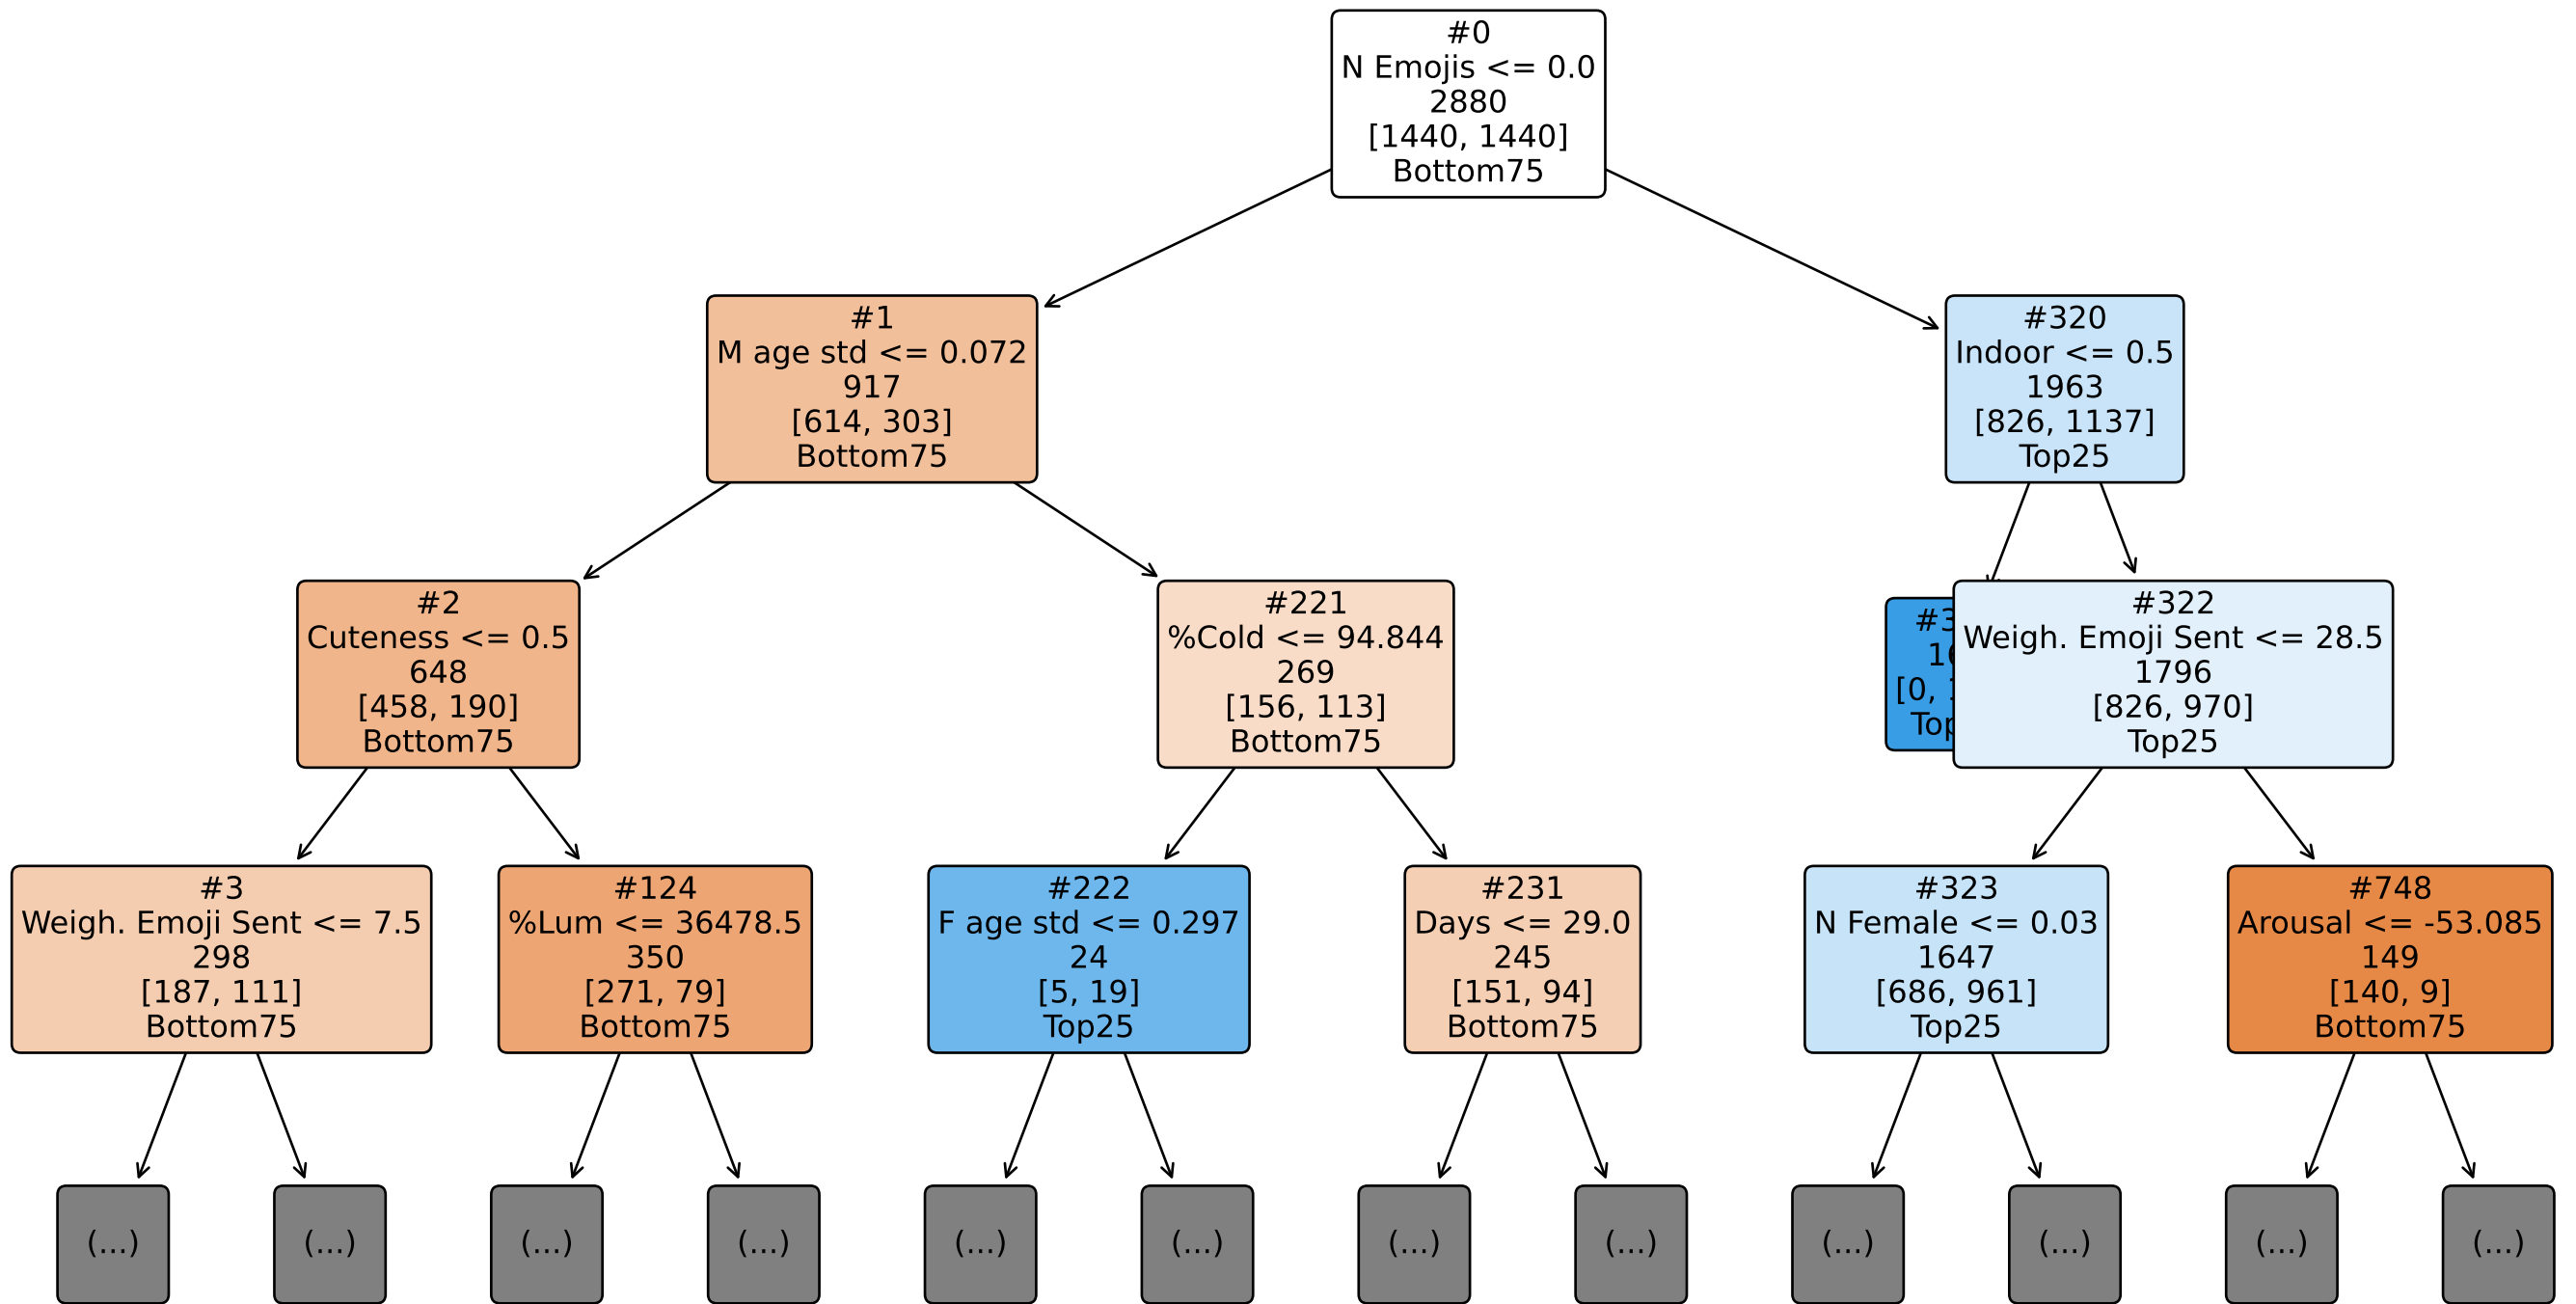 #0
N Emojis <= 0.0
2880
[1440, 1440]
Bottom75
#1
M age std <= 0.072
917
[614, 303]
Bottom75
#320
Indoor <= 0.5
1963
[826, 1137]
Top25
#2
Cuteness <= 0.5
648
[458, 190]
Bottom75
#221
%Cold <= 94.844
269
[156, 113]
Bottom75
[0,
#322
Weigh. Emoji Sent <= 28.5
1796
[826, 970]
Top25
#3
Weigh. Emoji Sent <= 7.5
298
[187, 111]
Bottom75
#124
%Lum <= 36478.5
350
[271, 79]
Bottom75
#222
F age std <= 0.297
24
[5, 19]
Top25
#231
Days <= 29.0
245
[151, 94]
Bottom75
#323
N Female <= 0.03
1647
[686, 961]
Top25
#748
Arousal <= -53.085
149
[140, 9]
Bottom75
(...)
(...)
(...)
(...)
(...)
(...)
(...)
(...)
(...)
(...)
(...)
(...)